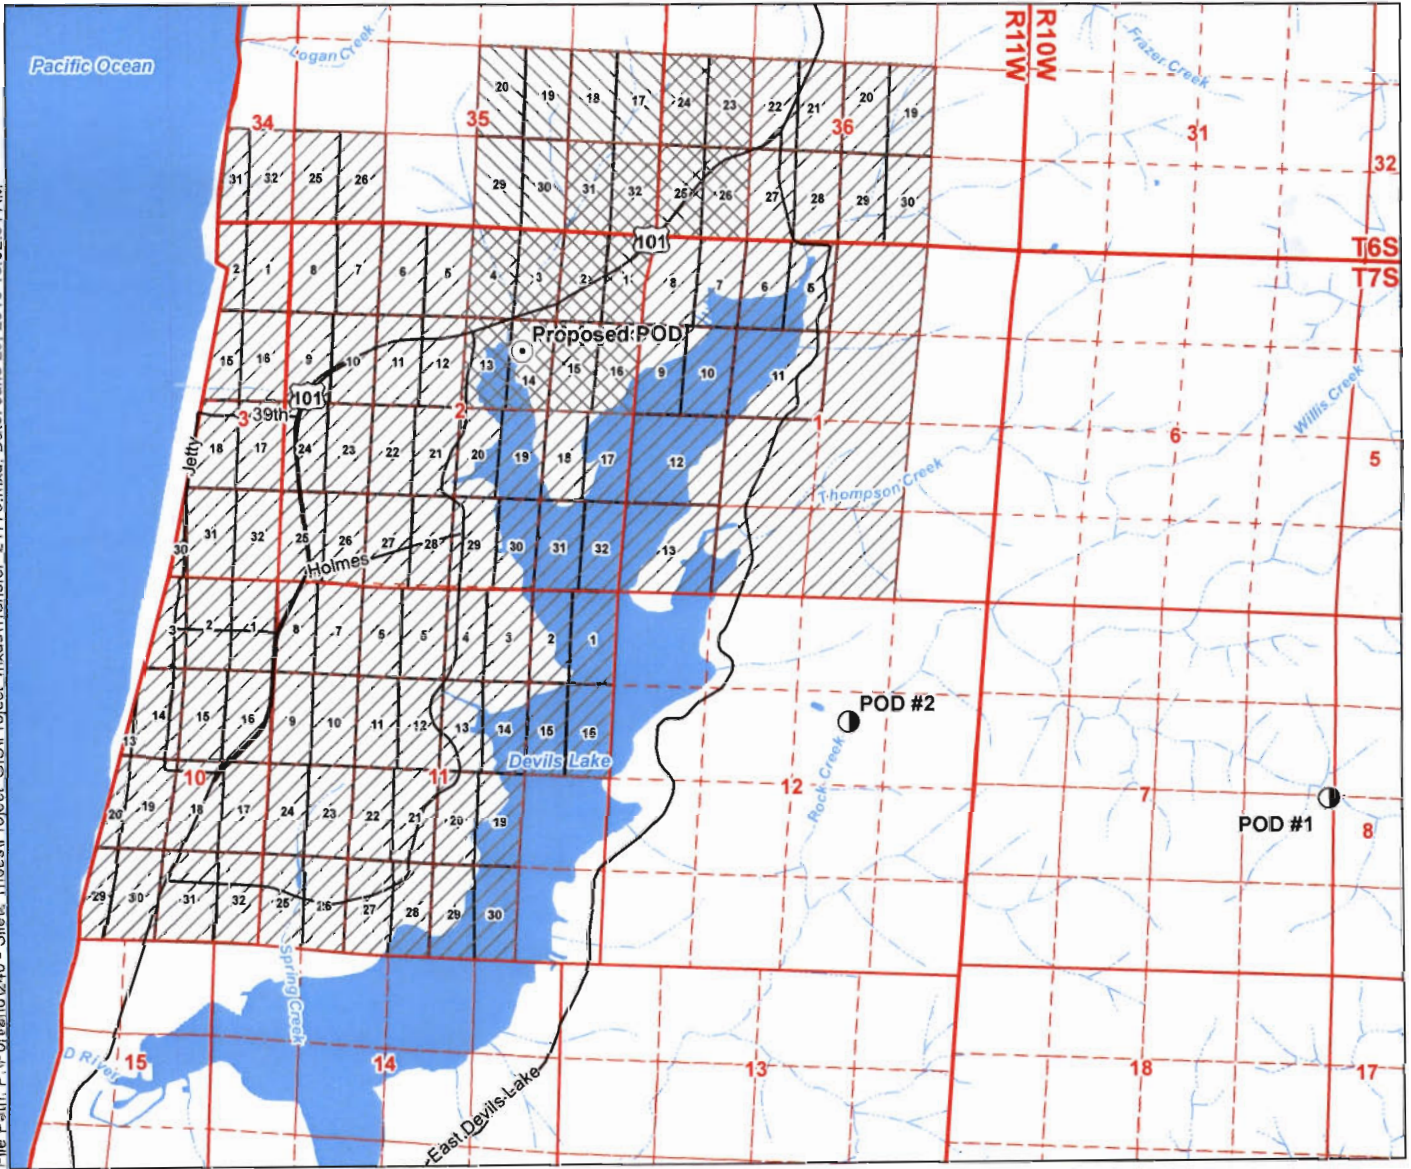 Pacific Ocean
Logan Creek
Frazer Creek
R11W
R10W
34
35
36
31
32
20 19 18 17 24 23 22 21 20 19
31 32 25 26
29 30 31 32 25 26 27 28 29 30
101
T6S
T7S
2 1 8 7 6 5 4 3 2 1 8 7 6 5
Proposed POD
15 16 9 10 11 12 13 14 15 16 9 10 11
101
39th
3
2
1
6
5
Willis Creek
Jetty
18 17 24 23 22 21 20 19 18 17 12
Thompson Creek
30 31 32 25 26 27 28 29 30 31 32 13
Holmes
3 2 1 8 7 6 5 4 3 2 1
POD #2
13 14 15 16 9 10 11 12 13 14 15 16
Devils Lake
Rock Creek
10
11
12
7
8
POD #1
20 19 18 17 24 23 22 21 20 19
29 30 31 32 25 26 27 28 29 30
Spring Creek
D River
15
14
13
18
17
East Devils Lake